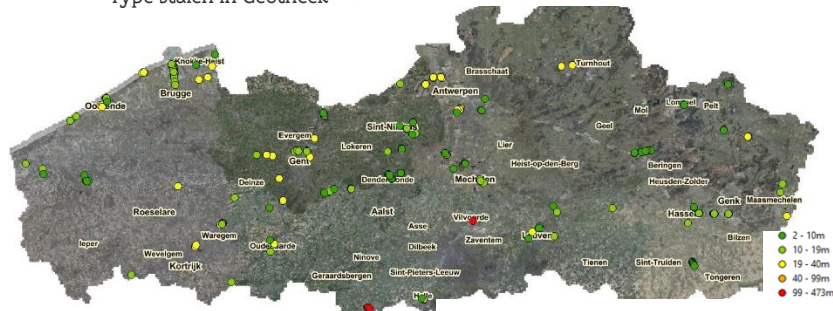 Type stalen in Geotheek
Knokke-Heist
Brugge
Turnhout
Brasschaat
Antwerpen
Lommel
Pelt
Mol
Geel
Evergem
Sint-Niklaas
Lokeren
Lier
Gent
Heist-op-den-Berg
Beringen
Heusden-Zolder
Deinze
Dendermonde
Mechelen
Genk
Maasmechelen
Roeselare
Aalst
Vilvoorde
Hasselt
Asse
Waregem
Ieper
Wevelgem
Kortrijk
Oudenaarde
Dilbeek
Zaventem
Leuven
Bilzen
Ninove
Tienen
Sint-Truiden
Geraardsbergen
Sint-Pieters-Leeuw
Tongeren
Halle
2 - 10m
10 - 19m
19 - 40m
40 - 99m
99 - 473m